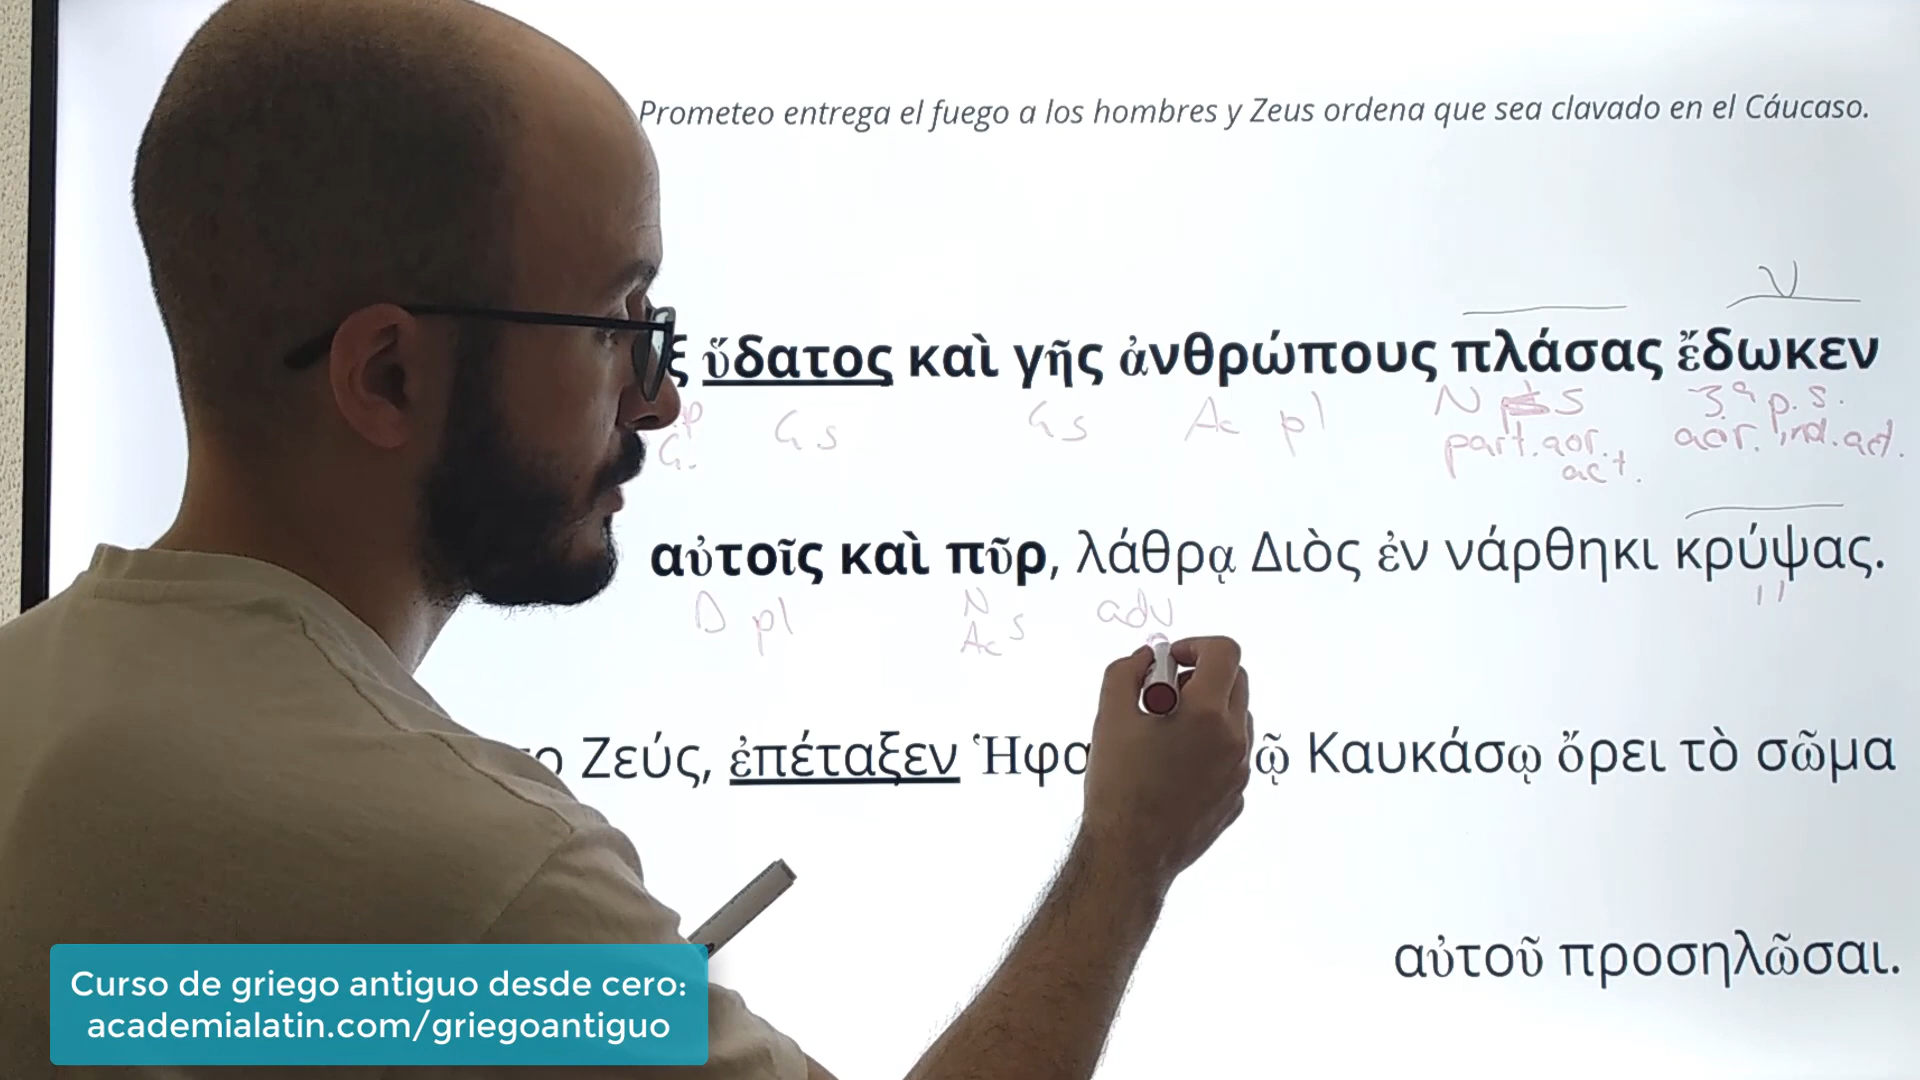 Prometeo entrega el fuego a los hombres y Zeus ordena que sea clavado en el Cáucaso.
V
ὕδατος καὶ γῆς ἀνθρώπους πλάσας ἔδωκεν
G. G s G s Ac pl N S 3ª p. s.
part. aor. act. aor. ind. act.
αὐτοῖς καὶ πῦρ, λάθρᾳ Διὸς ἐν νάρθηκι κρύψας.
D pl N Ac s adv "
Ζεύς, ἐπέταξεν Καυκάσῳ ὄρει τὸ σῶμα
αὐτοῦ προσηλῶσαι.
Curso de griego antiguo desde cero:
academialatin.com/griegoantiguo